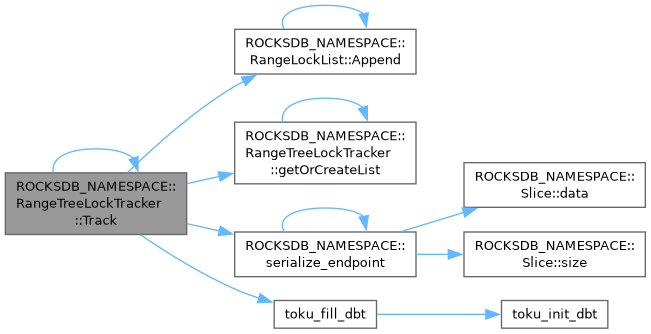 ROCKSDB_NAMESPACE::
RangeLockList::Append
ROCKSDB_NAMESPACE::
RangeTreeLockTracker
::getOrCreateList
ROCKSDB_NAMESPACE::
RangeTreeLockTracker
::Track
ROCKSDB_NAMESPACE::
Slice::data
ROCKSDB_NAMESPACE::
serialize_endpoint
ROCKSDB_NAMESPACE::
Slice::size
toku_fill_dbt
toku_init_dbt